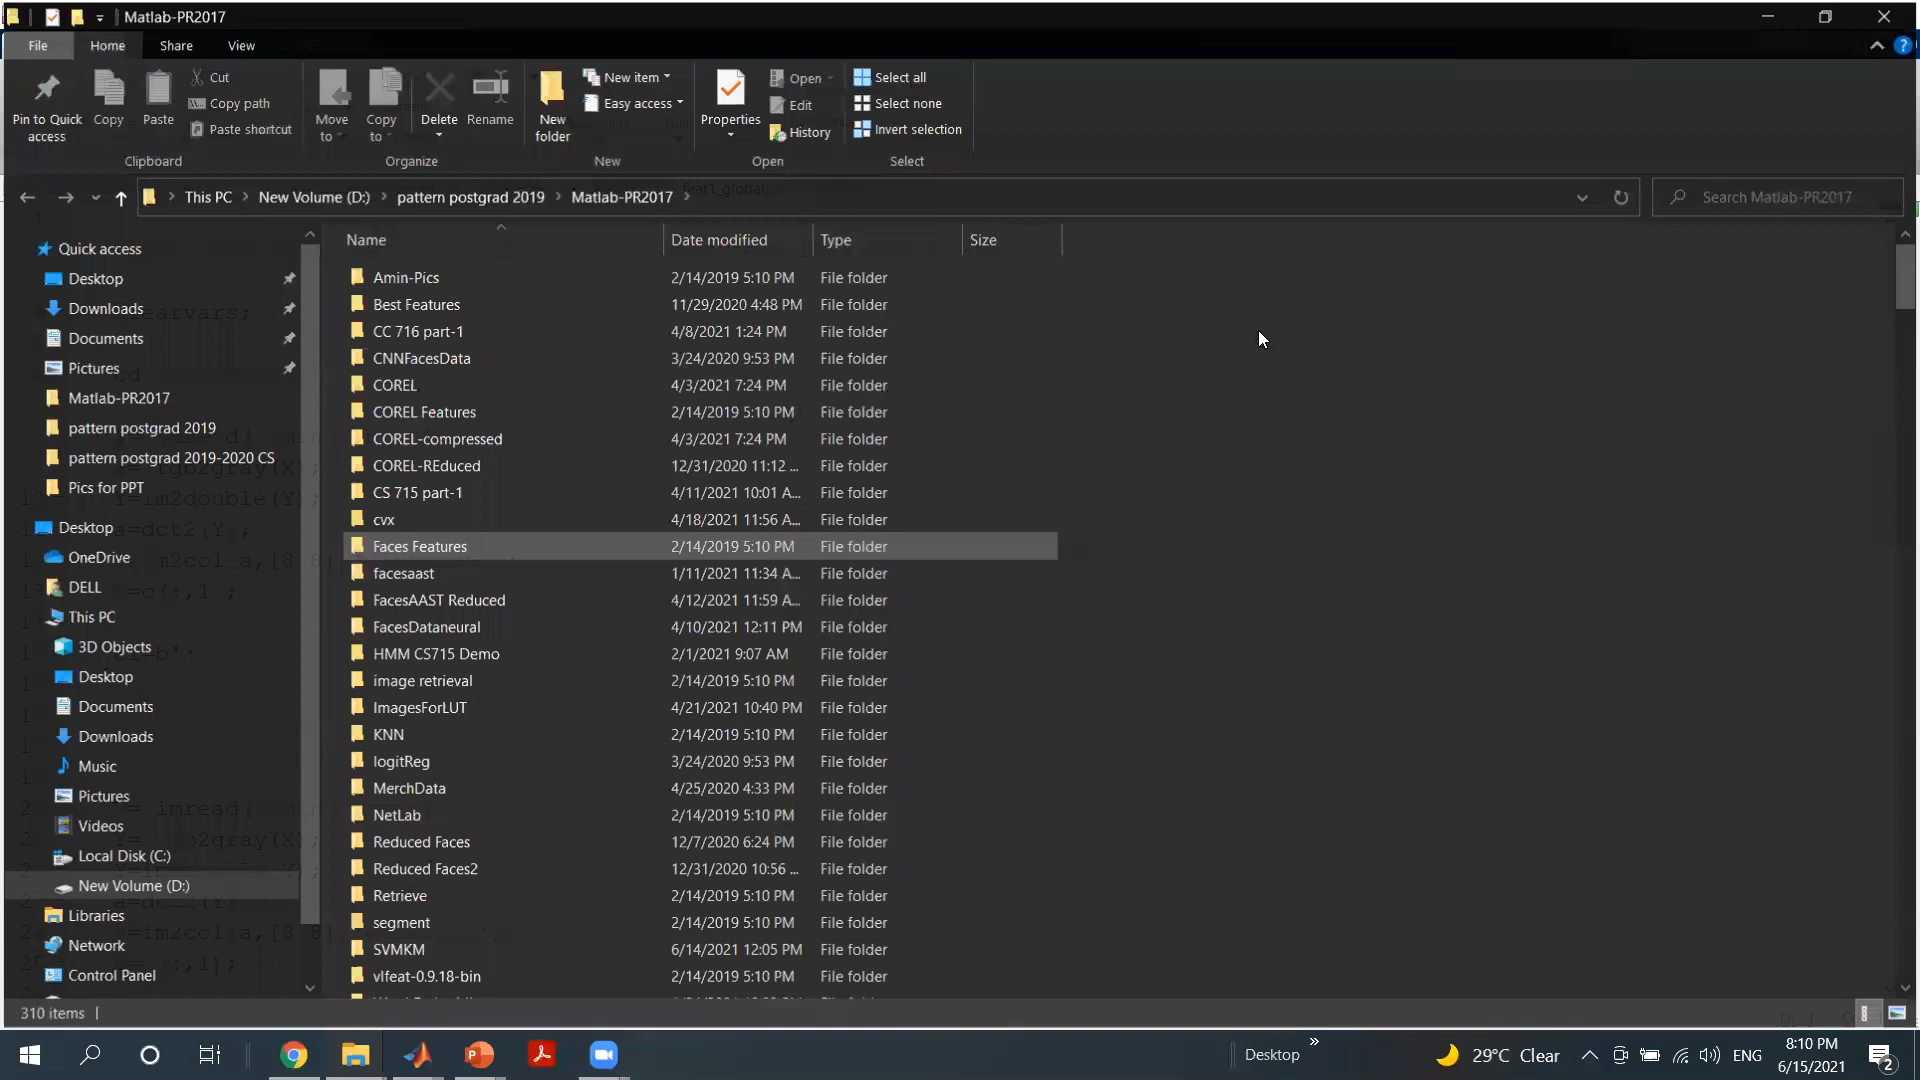 Matlab-PR2017
File Home Share View
Pin to Quick access
Copy
Paste
Cut
Copy path
Paste shortcut
Clipboard
Move to
Copy to
Delete
Rename
Organize
New folder
New item
Easy access
New
Properties
Open
Edit
History
Open
Select all
Select none
Invert selection
Select
This PC > New Volume (D:) > pattern postgrad 2019 > Matlab-PR2017 >
Search Matlab-PR2017
Quick access
Desktop
Downloads
Documents
Pictures
Matlab-PR2017
pattern postgrad 2019
pattern postgrad 2019-2020 CS
Pics for PPT
Desktop
OneDrive
DELL
This PC
3D Objects
Desktop
Documents
Downloads
Music
Pictures
Videos
Local Disk (C:)
New Volume (D:)
Libraries
Network
Control Panel
Name Date modified Type Size
Amin-Pics 2/14/2019 5:10 PM File folder
Best Features 11/29/2020 4:48 PM File folder
CC 716 part-1 4/8/2021 1:24 PM File folder
CNNFacesData 3/24/2020 9:53 PM File folder
COREL 4/3/2021 7:24 PM File folder
COREL Features 2/14/2019 5:10 PM File folder
COREL-compressed 4/3/2021 7:24 PM File folder
COREL-REduced 12/31/2020 11:12 ... File folder
CS 715 part-1 4/11/2021 10:01 A... File folder
cvx 4/18/2021 11:56 A... File folder
Faces Features 2/14/2019 5:10 PM File folder
facesaast 1/11/2021 11:34 A... File folder
FacesAAST Reduced 4/12/2021 11:59 A... File folder
FacesDataneural 4/10/2021 12:11 PM File folder
HMM CS715 Demo 2/1/2021 9:07 AM File folder
image retrieval 2/14/2019 5:10 PM File folder
ImagesForLUT 4/21/2021 10:40 PM File folder
KNN 2/14/2019 5:10 PM File folder
logitReg 3/24/2020 9:53 PM File folder
MerchData 4/25/2020 4:33 PM File folder
NetLab 2/14/2019 5:10 PM File folder
Reduced Faces 12/7/2020 6:24 PM File folder
Reduced Faces2 12/31/2020 10:56 ... File folder
Retrieve 2/14/2019 5:10 PM File folder
segment 2/14/2019 5:10 PM File folder
SVMKM 6/14/2021 12:05 PM File folder
vlfeat-0.9.18-bin 2/14/2019 5:10 PM File folder
310 items
Desktop
29°C Clear
ENG
8:10 PM
6/15/2021
2